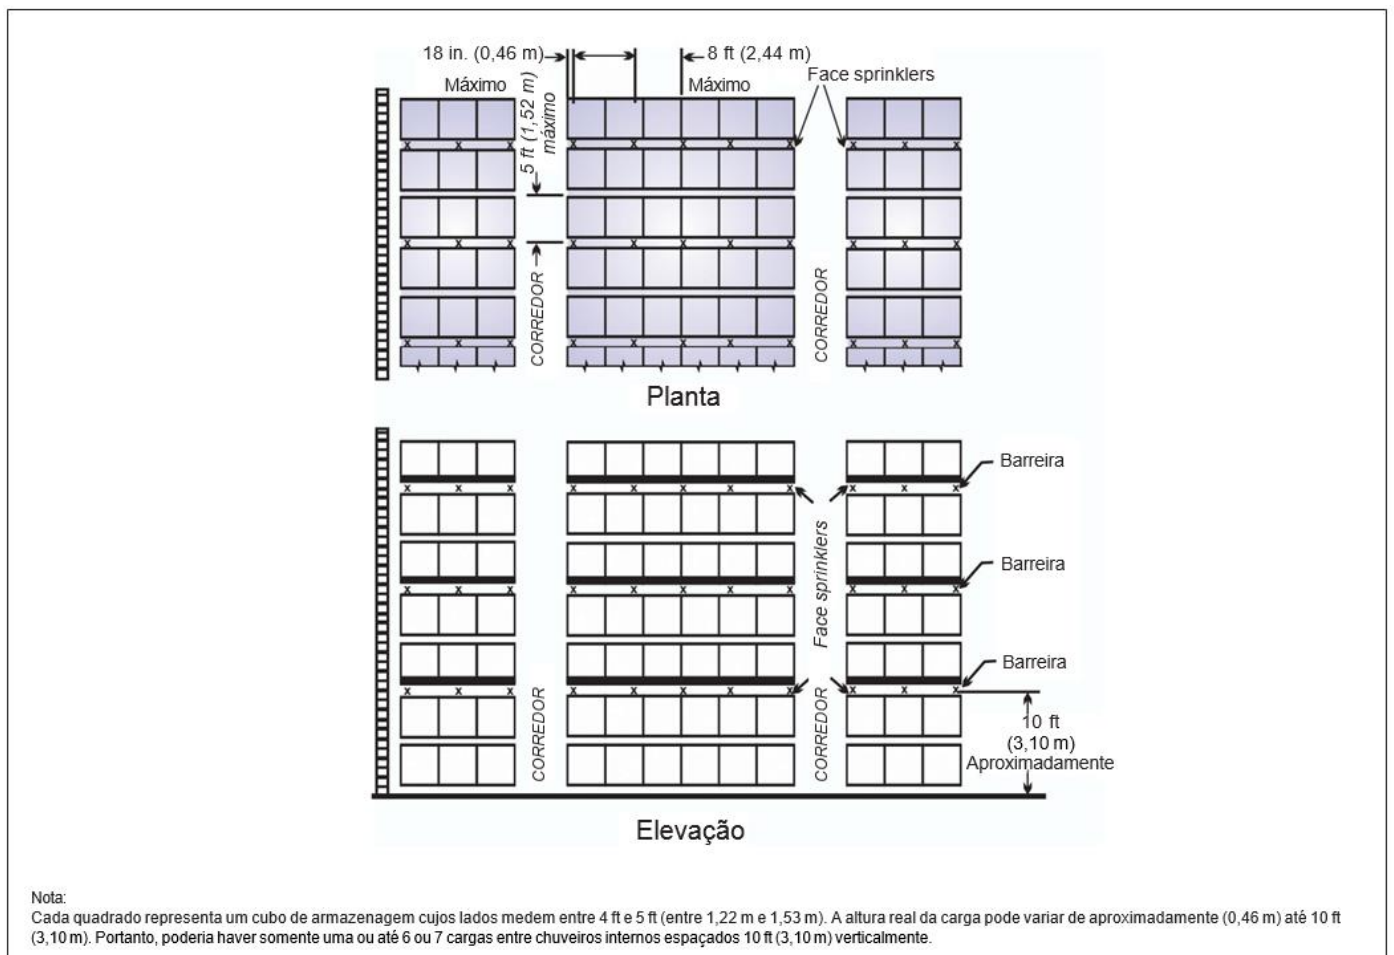 18 in. (0,46 m)
8 ft (2,44 m)
Máximo
Máximo
Face sprinklers
5 ft (1,52 m)
máximo
x x x x x x x x x x x
x x x x x x x x x x x
CORREDOR
CORREDOR
x x x x x x x x x x x
Planta
Barreira
x x x x x x x x x x x
Face sprinklers
Barreira
x x x x x x x x x x x
Barreira
x x x x x x x x x x x
CORREDOR
CORREDOR
10 ft
(3,10 m)
Aproximadamente
Elevação
Nota:
Cada quadrado representa um cubo de armazenagem cujos lados medem entre 4 ft e 5 ft (entre 1,22 m e 1,53 m). A altura real da carga pode variar de aproximadamente (0,46 m) até 10 ft
(3,10 m). Portanto, poderia haver somente uma ou até 6 ou 7 cargas entre chuveiros internos espaçados 10 ft (3,10 m) verticalmente.